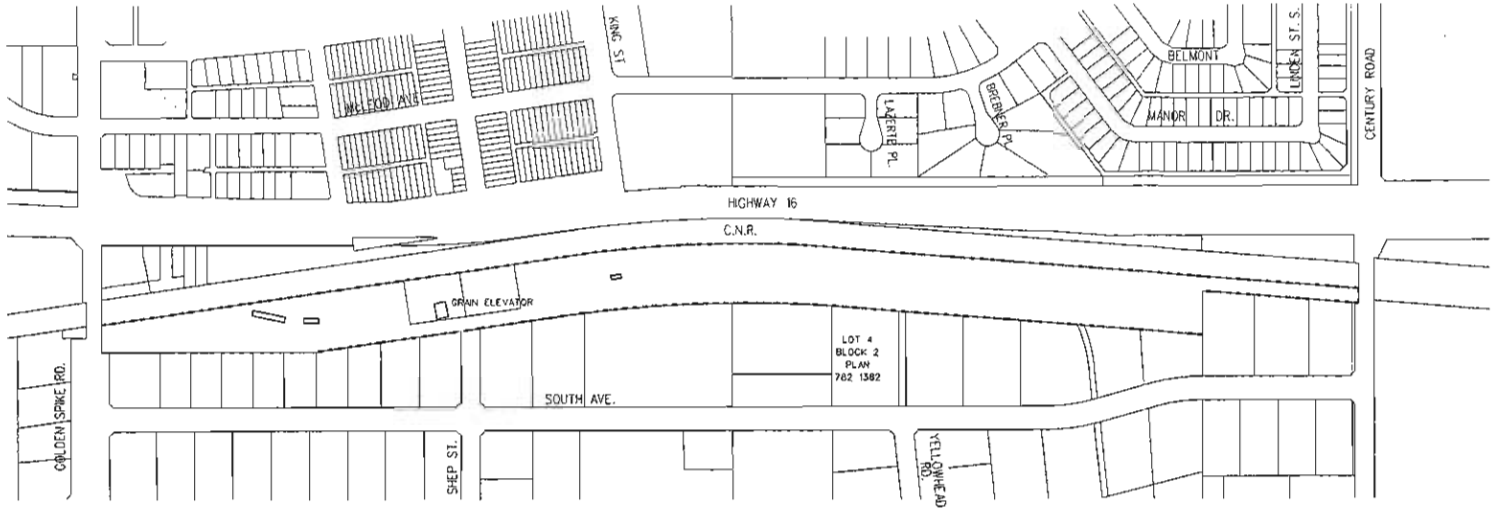 KING ST
BELMONT
LINDEN ST. S.
CENTURY ROAD
MCLEOD AVE
LAZERTE PL
BREBNER PL
MANOR DR.
HIGHWAY 16
C.N.R.
GRAIN ELEVATOR
LOT 4
BLOCK 2
PLAN
782 1382
GOLDEN SPIKE RD.
SOUTH AVE.
SHEP ST.
YELLOWHEAD
RD.